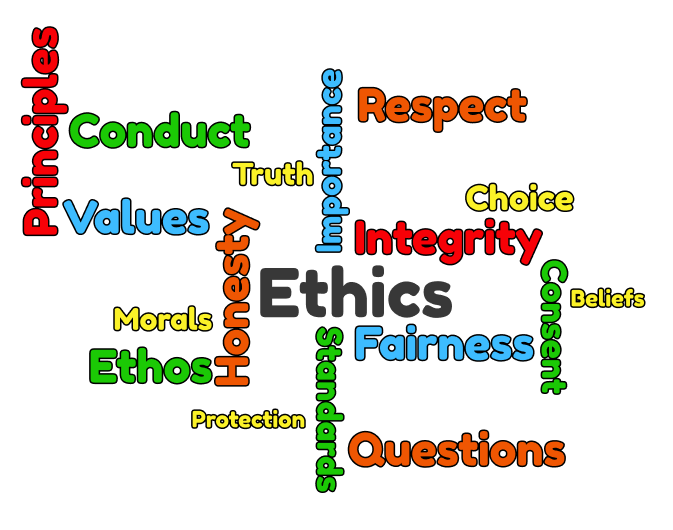 Principles
Conduct
Importance
Respect
Truth
Choice
Values
Honesty
Integrity
Ethics
Consent
Beliefs
Morals
Standards
Fairness
Ethos
Protection
Questions